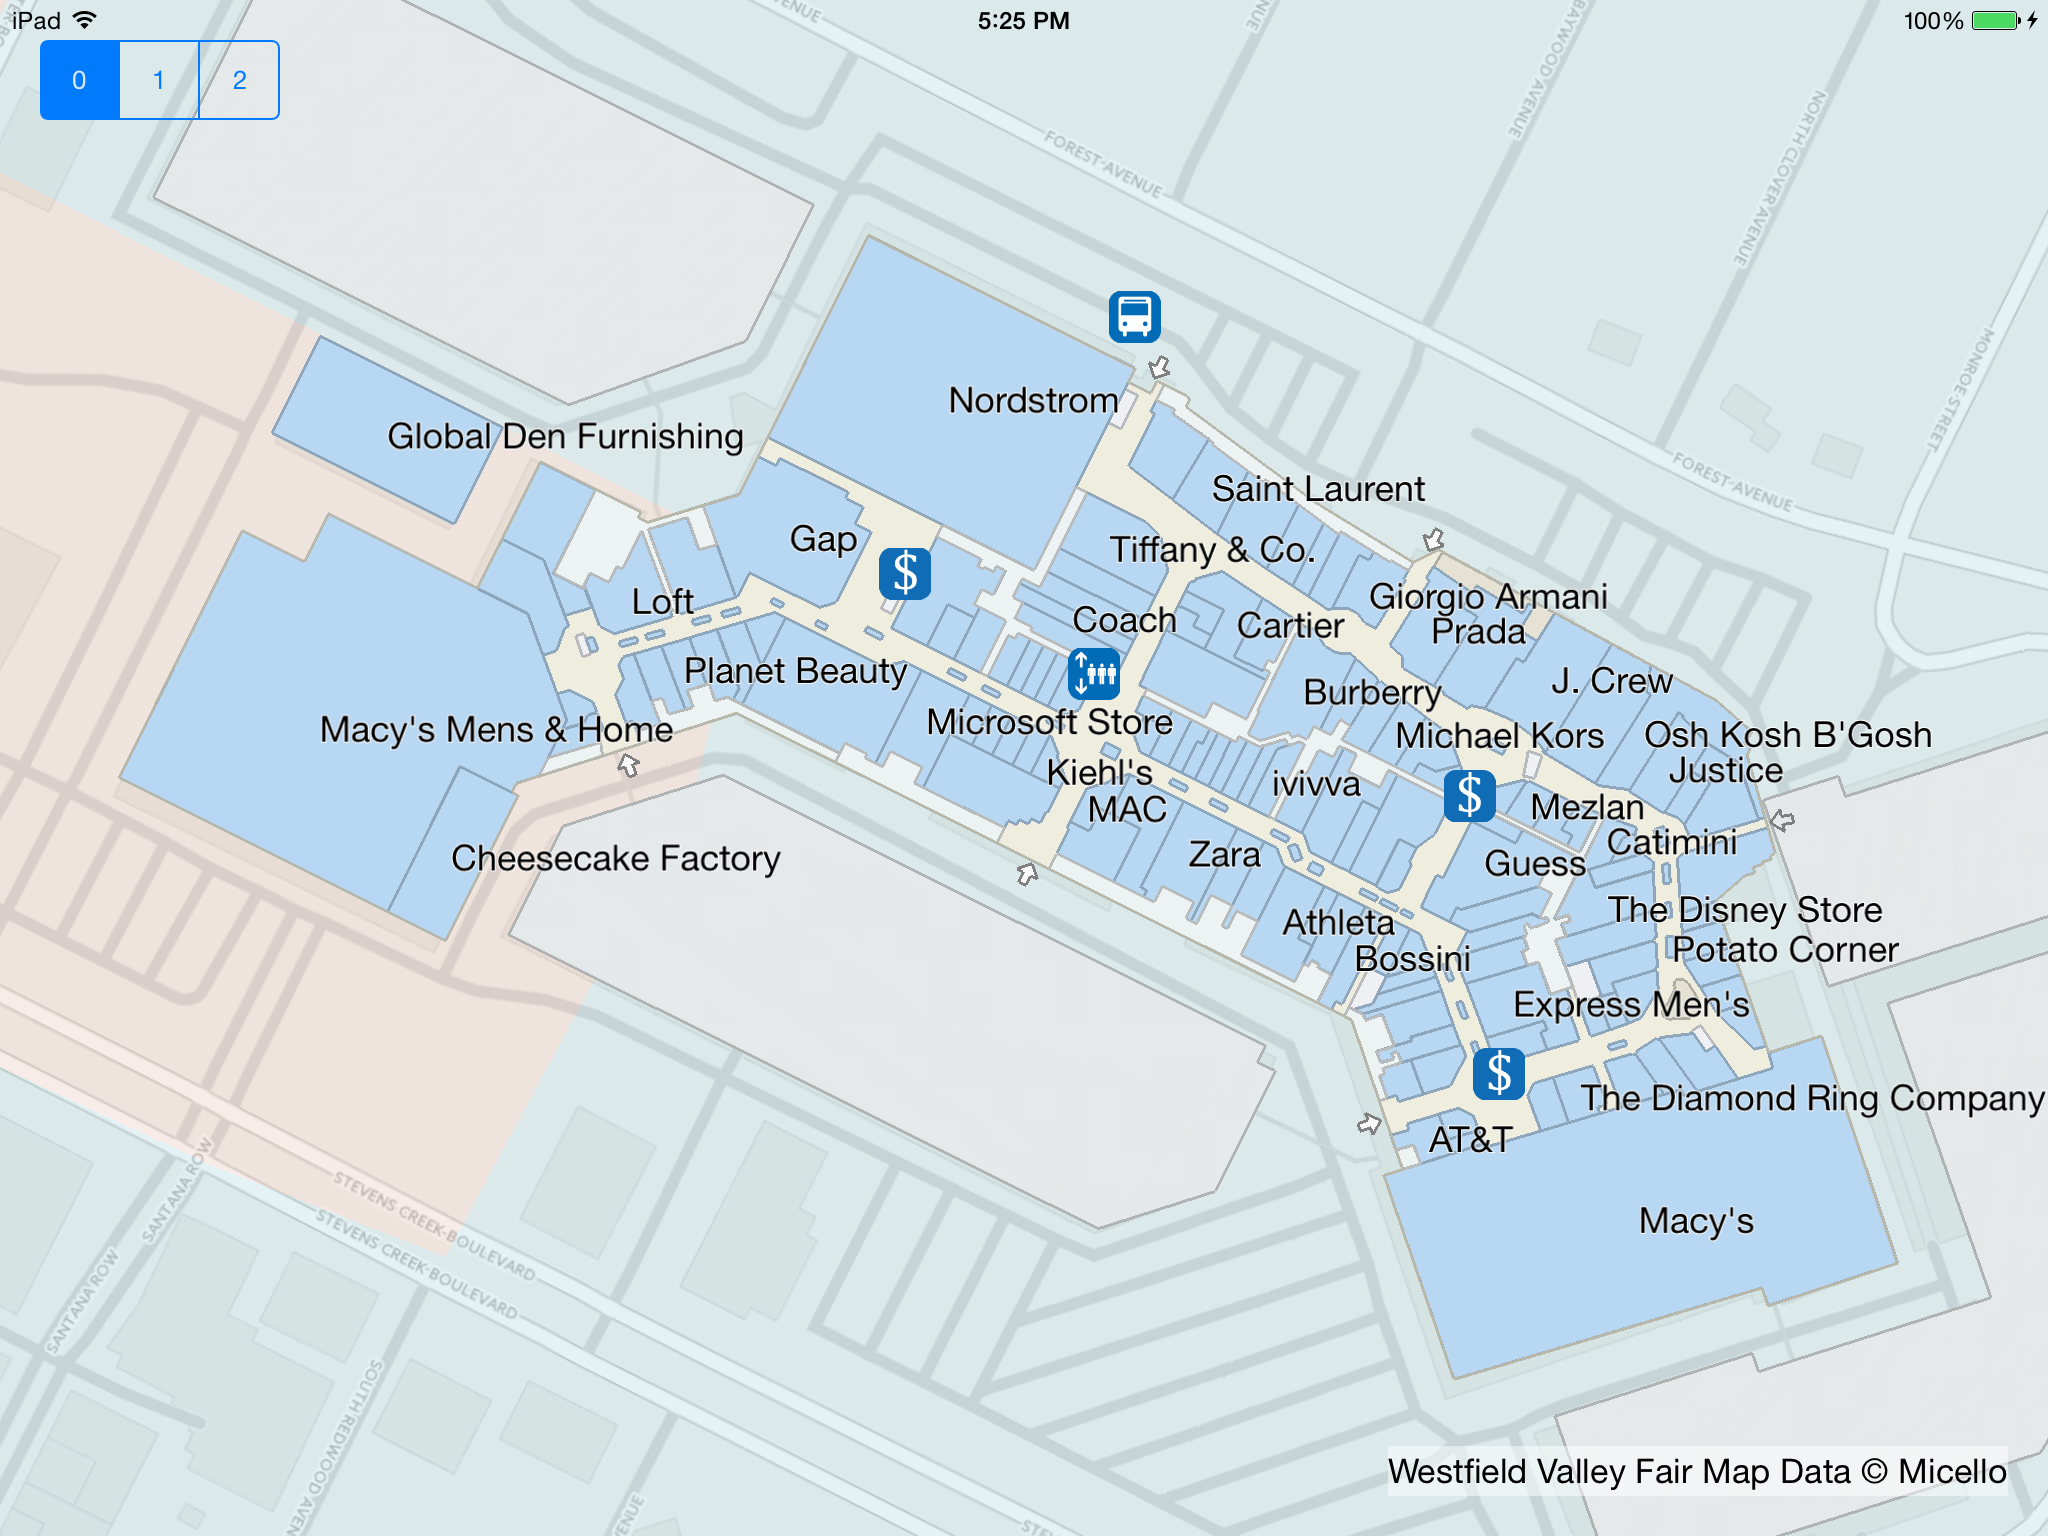 iPad
5:25 PM
100%
0
1
2
AVENUE
FOREST AVENUE
BAYWOOD AVENUE
NORTH CLOVER AVENUE
MONROE STREET
FOREST AVENUE
Nordstrom
Global Den Furnishing
Saint Laurent
Gap
$
Tiffany & Co.
Loft
Coach
Cartier
Giorgio Armani
Prada
Planet Beauty
Burberry
J. Crew
Macy's Mens & Home
Microsoft Store
Michael Kors
Osh Kosh B'Gosh
Justice
Kiehl's
MAC
ivivva
$
Mezlan
Catimini
Cheesecake Factory
Zara
Guess
Athleta
The Disney Store
Bossini
Potato Corner
Express Men's
$
The Diamond Ring Company
AT&T
Macy's
SANTANA ROW
STEVENS CREEK BOULEVARD
STEVENS CREEK BOULEVARD
SANTANA ROW
SOUTH REDWOOD AVEN
Westfield Valley Fair Map Data © Micello